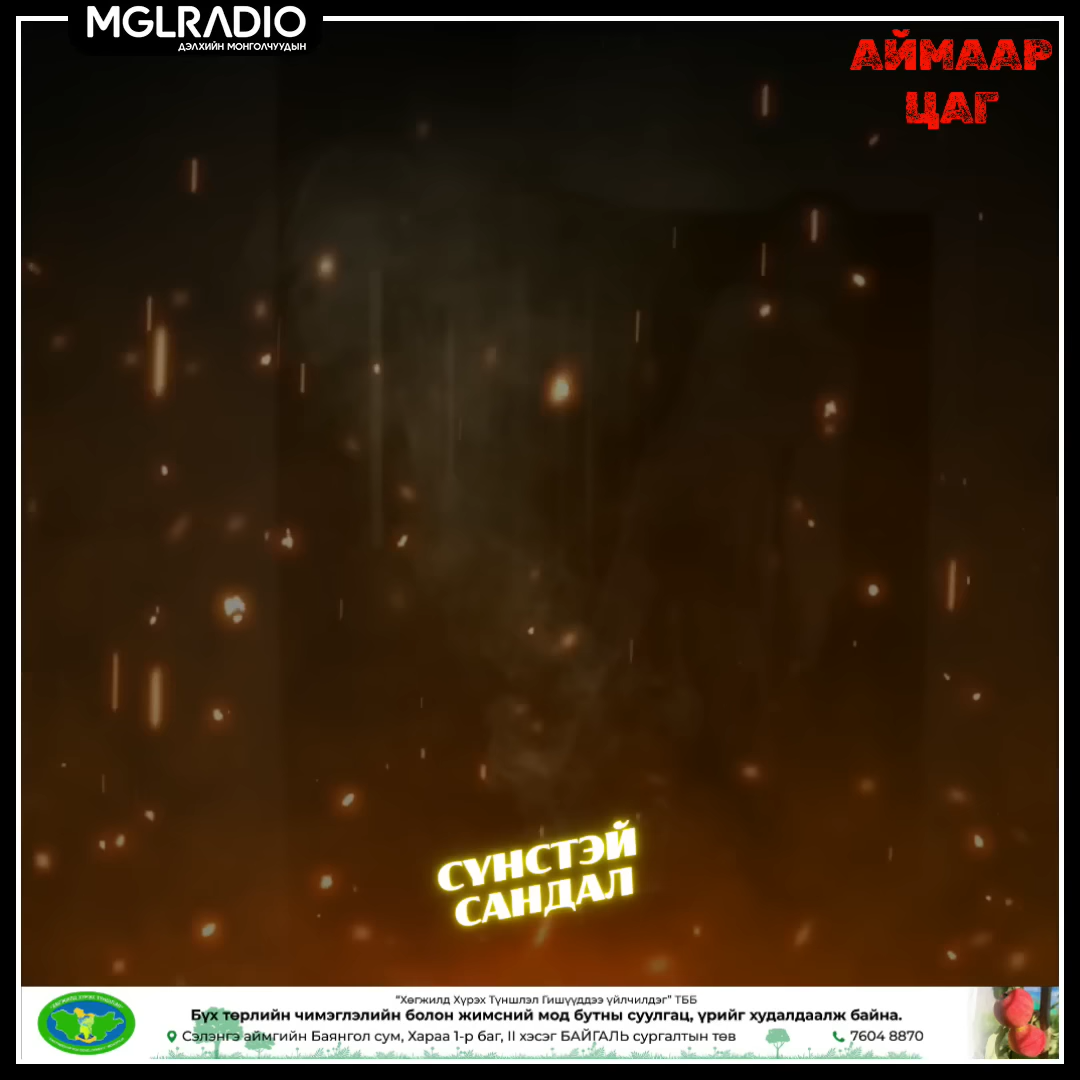 MGLRADIO
ДЭЛХИЙН МОНГОЛЧУУДЫН
АЙМААР
ЦАГ
СҮНСТЭЙ
САНДАЛ
"Хөгжилд Хүрэх Түншлэл Гишүүддээ үйлчилдэг" ТББ
Бүх төрлийн чимэглэлийн болон жимсний мод бутны суулгац, үрийг худалдаалж байна.
Сэлэнгэ аймгийн Баянгол сум, Хараа 1-р баг, II хэсэг БАЙГАЛЬ сургалтын төв 7604 8870